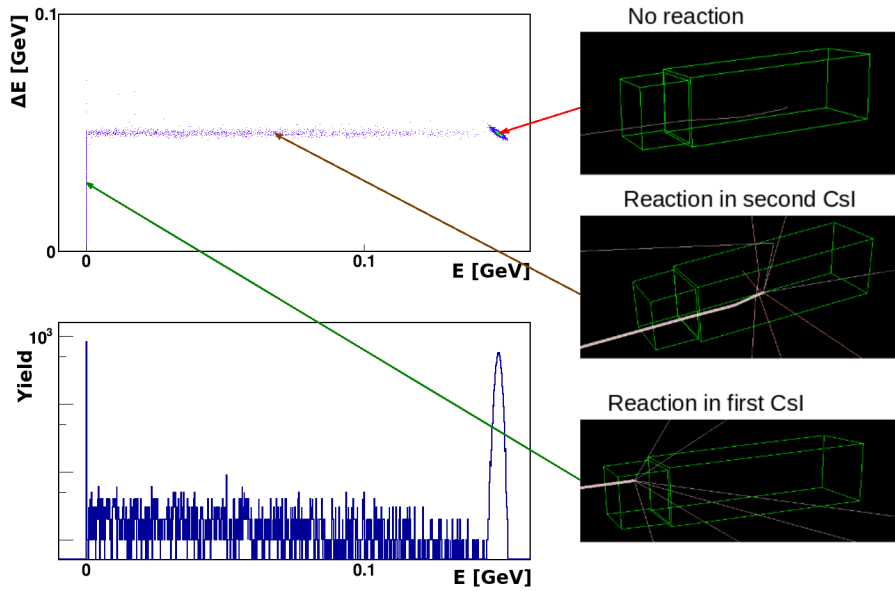 No reaction
0.1
ΔE [GeV]
0
0
0.1
E [GeV]
Reaction in second CsI
10³
Yield
0
0.1
E [GeV]
Reaction in first CsI